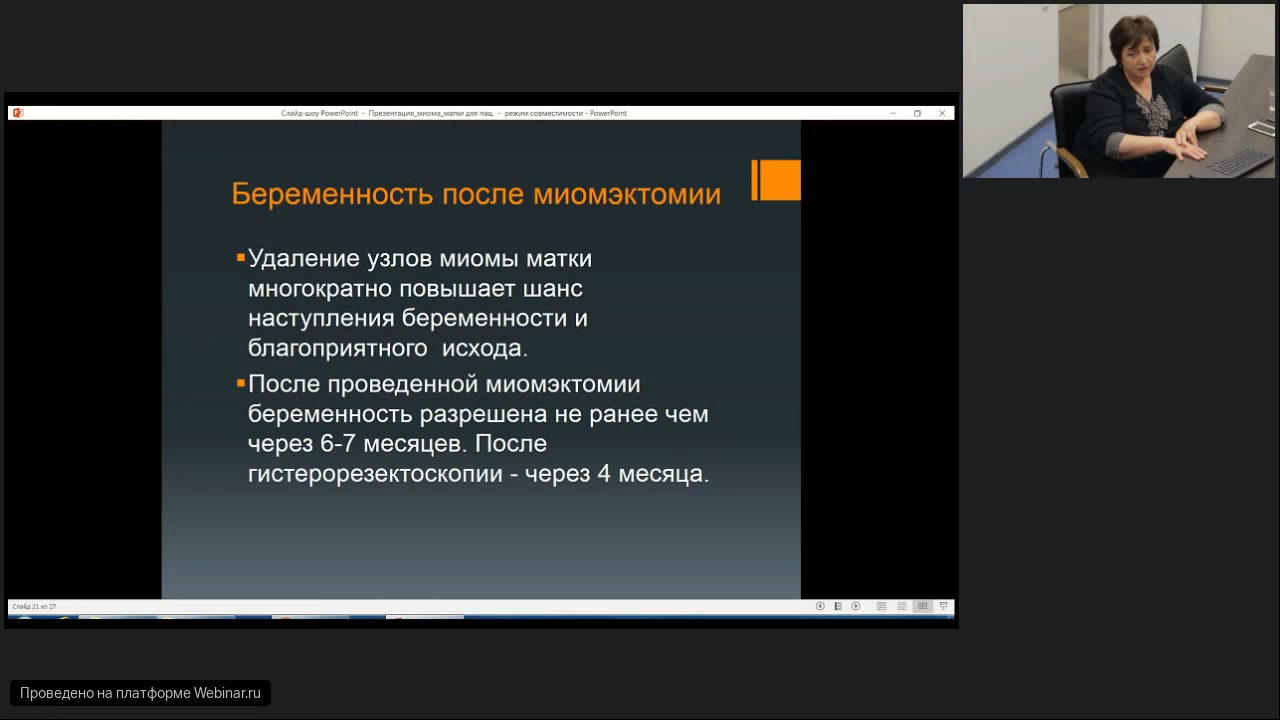 Слайд-шоу PowerPoint - Презентация_миома_матки для пац. - режим совместимости - PowerPoint
Беременность после миомэктомии
Удаление узлов миомы матки
многократно повышает шанс
наступления беременности и
благоприятного исхода.
После проведенной миомэктомии
беременность разрешена не ранее чем
через 6-7 месяцев. После
гистерорезектоскопии - через 4 месяца.
Слайд 21 из 27
Проведено на платформе Webinar.ru